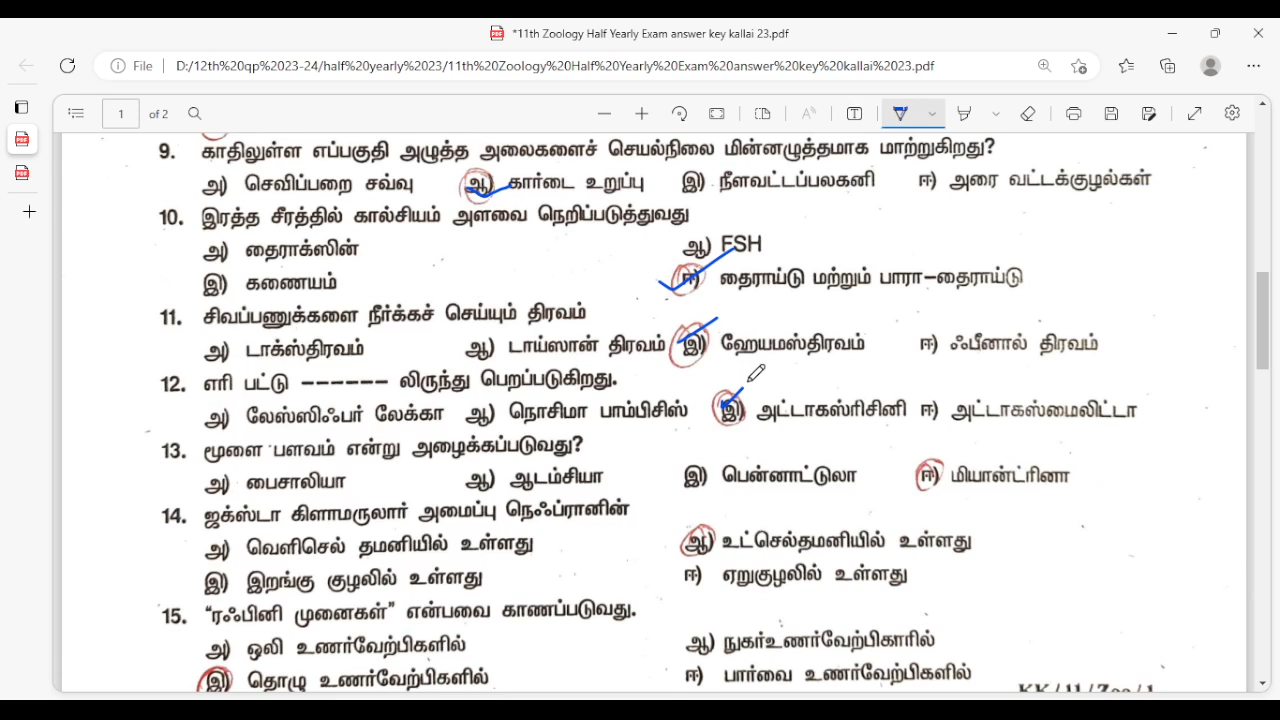 *11th Zoology Half Yearly Exam answer key kallai 23.pdf
File D:/12th%20qp%2023-24/half%20yearly%2023/11th%20Zoology%20Half%20Yearly%20Exam%20answer%20key%20kallai%2023.pdf
1 of 2
9. காதிலுள்ள எப்பகுதி அழுத்த அலைகளைச் செயல்நிலை மின்னழுத்தமாக மாற்றுகிறது?
அ) செவிப்பறை சவ்வு ஆ) கார்டை உறுப்பு இ) நீளவட்டப்பலகனி ஈ) அரை வட்டக்குழல்கள்
10. இரத்த சீரத்தில் கால்சியம் அளவை நெறிப்படுத்துவது
அ) தைராக்ஸின் ஆ) FSH
இ) கணையம் ஈ) தைராய்டு மற்றும் பாரா-தைராய்டு
11. சிவப்பணுக்களை நீர்க்கச் செய்யும் திரவம்
அ) டாக்ஸ்திரவம் ஆ) டாய்ஸான் திரவம் இ) ஹேயமஸ்திரவம் ஈ) ஃபீனால் திரவம்
12. எரி பட்டு ------ லிருந்து பெறப்படுகிறது.
அ) லேஸ்ஸிஃபர் லேக்கா ஆ) நொசிமா பாம்பிசிஸ் இ) அட்டாகஸ்ரிசினி ஈ) அட்டாகஸ்மைலிட்டா
13. மூளை பளவம் என்று அழைக்கப்படுவது?
அ) பைசாலியா ஆ) ஆடம்சியா இ) பென்னாட்டுலா ஈ) மியான்ட்ரினா
14. ஜக்ஸ்டா கிளாமருலார் அமைப்பு நெஃப்ரானின்
அ) வெளிசெல் தமனியில் உள்ளது ஆ) உட்செல்தமனியில் உள்ளது
இ) இறங்கு குழலில் உள்ளது ஈ) ஏறுகுழலில் உள்ளது
15. "ரஃபினி முனைகள்" என்பவை காணப்படுவது.
அ) ஒலி உணர்வேற்பிகளில் ஆ) நுகர்உணர்வேற்பிகாரில்
இ) தொழு உணர்வேற்பிகளில் ஈ) பார்வை உணர்வேற்பிகளில்
KK/11/Zoo/1